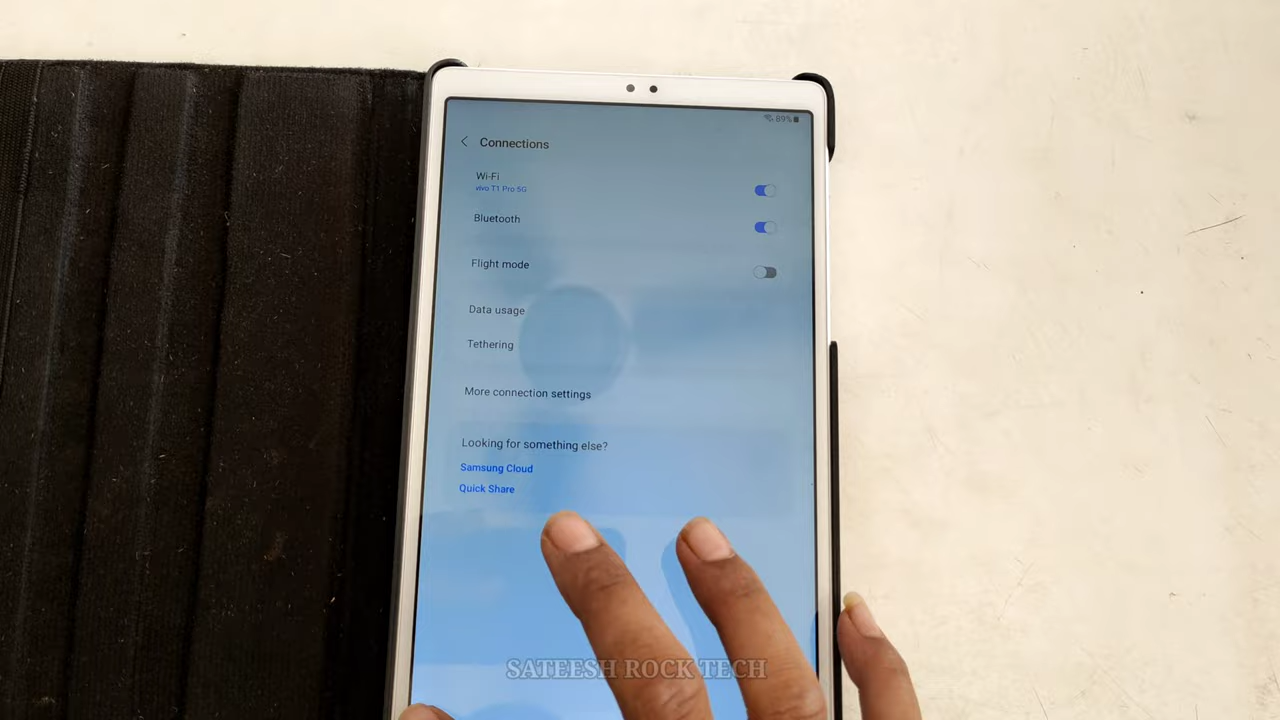 89%
Connections
Wi-Fi
vivo T1 Pro 5G
Bluetooth
Flight mode
Data usage
Tethering
More connection settings
Looking for something else?
Samsung Cloud
Quick Share
SATEESH ROCK TECH